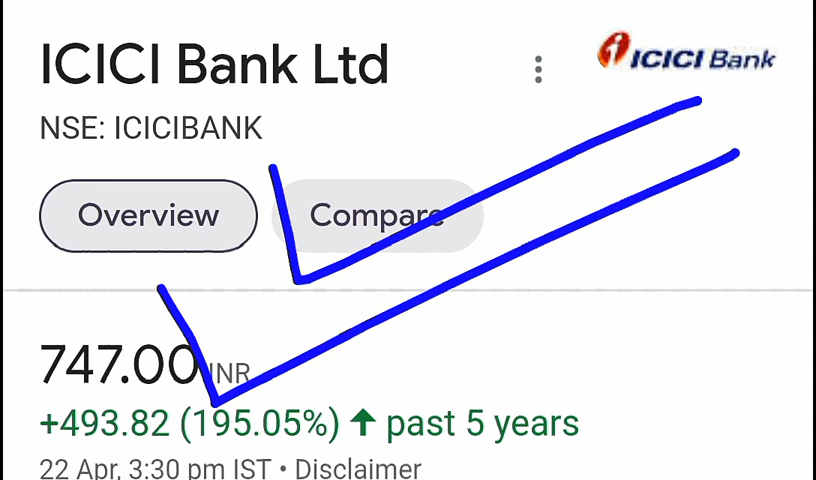 ICICI Bank Ltd
ICICI Bank
NSE: ICICIBANK
Overview
Compare
747.00 INR
+493.82 (195.05%) ↑ past 5 years
22 Apr, 3:30 pm IST • Disclaimer